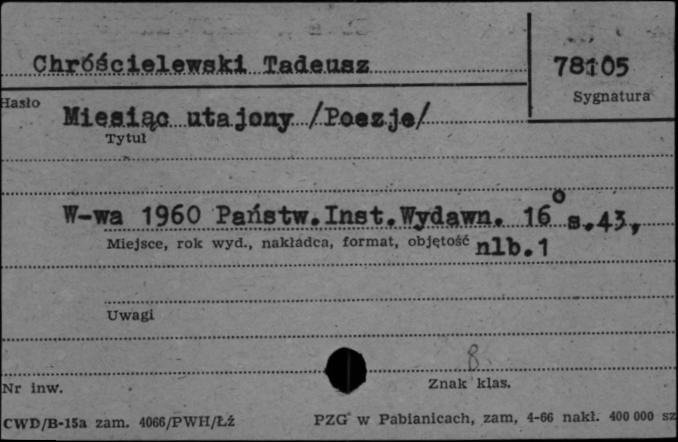 Chróścielewski Tadeusz
78105
Hasło
Sygnatura
Miesiąc utajony /Poezje/
Tytuł
W-wa 1960 Państw.Inst.Wydawn. 16° s.43,
Miejsce, rok wyd., nakładca, format, objętość nlb.1
Uwagi
8
Nr inw.
Znak klas.
CWD/B-15a zam. 4066/PWH/Łź
PZG w Pabianicach, zam, 4-66 nakł. 400 000 sz